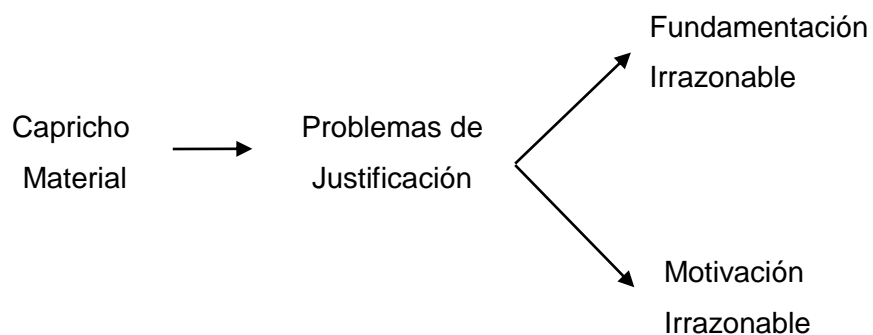 Capricho
Material
Problemas de
Justificación
Fundamentación
Irrazonable
Motivación
Irrazonable